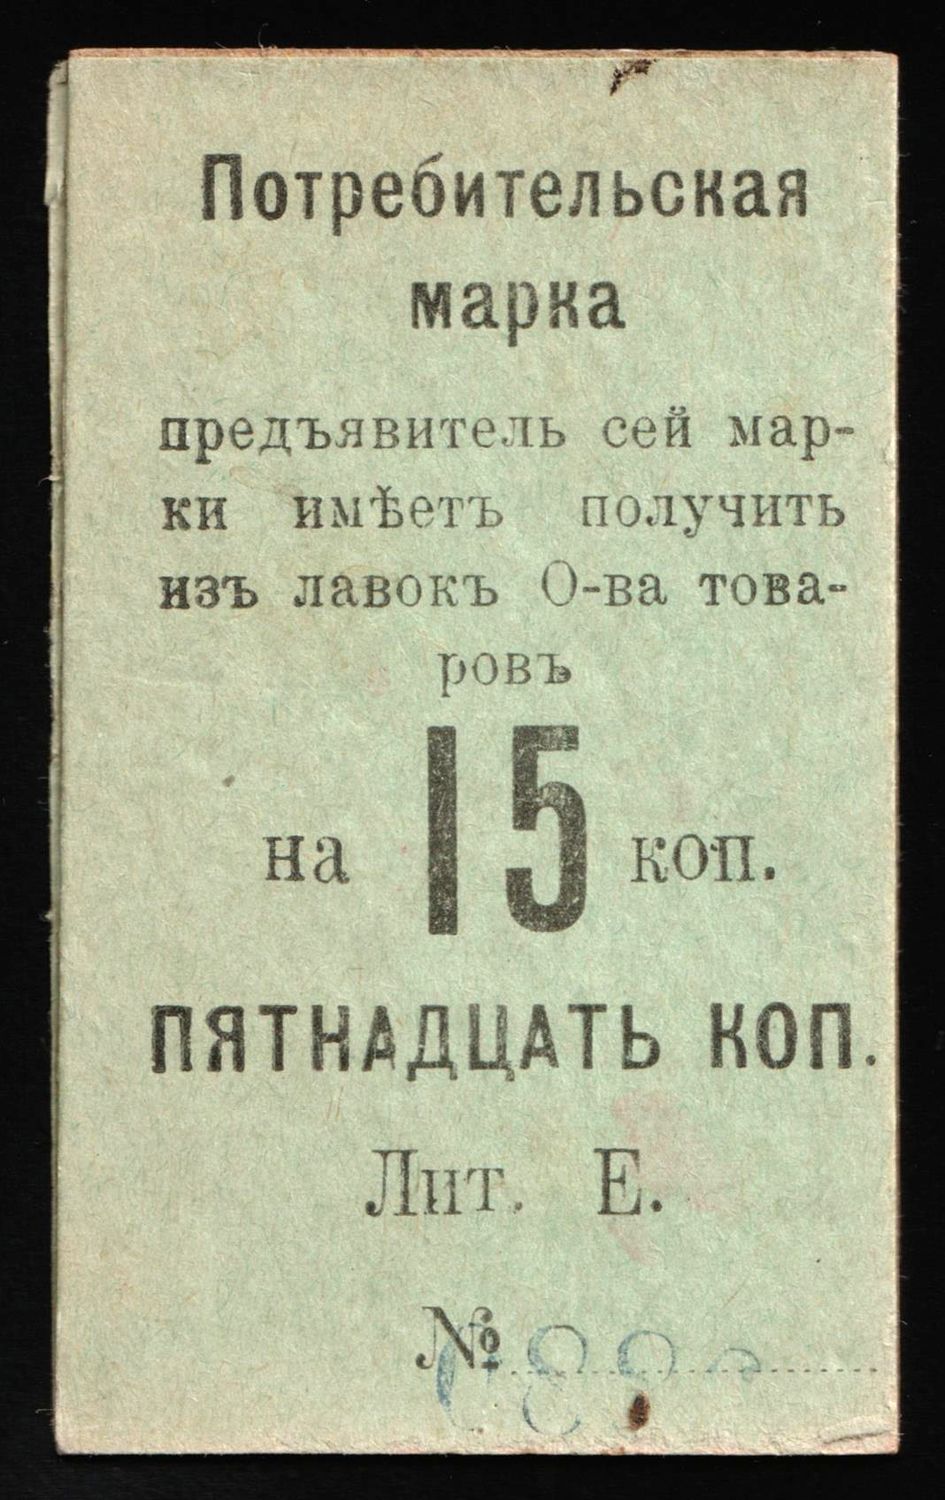 Потребительская
марка
предъявитель сей мар-
ки имѣетъ получить
изъ лавокъ О-ва това-
ровъ
на 15 коп.
ПЯТНАДЦАТЬ КОП.
Лит. Е.
№